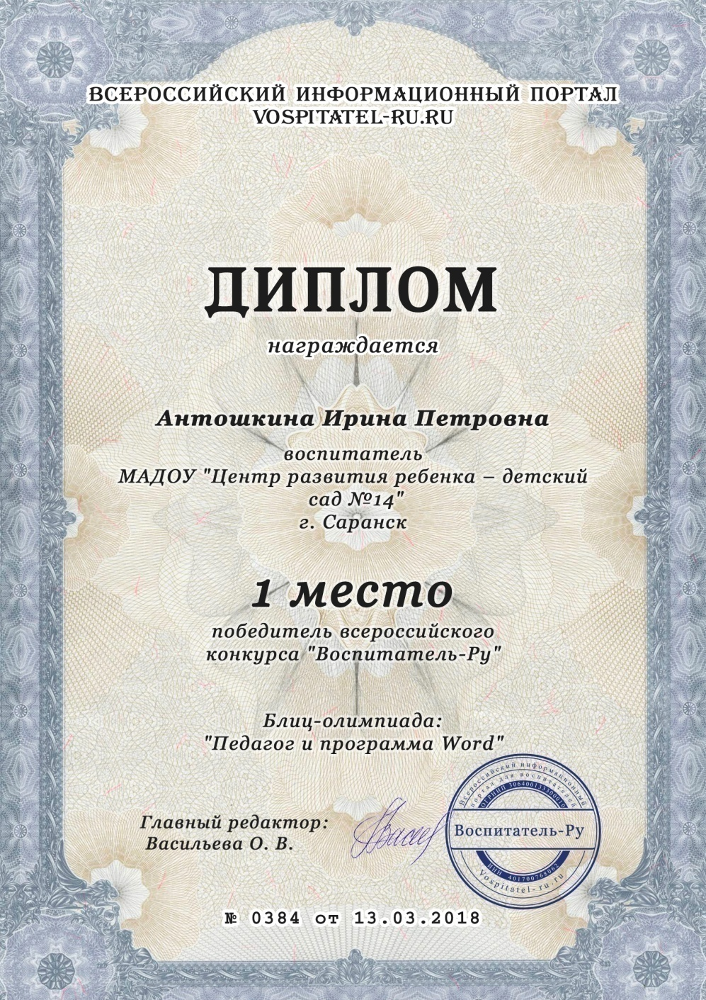 ВСЕРОССИЙСКИЙ ИНФОРМАЦИОННЫЙ ПОРТАЛ
VOSPITATEL-RU.RU
ДИПЛОМ
награждается
Антошкина Ирина Петровна
воспитатель
МАДОУ "Центр развития ребенка – детский
сад №14"
г. Саранск
1 место
победитель всероссийского
конкурса "Воспитатель-Ру"
Блиц-олимпиада:
"Педагог и программа Word"
Главный редактор:
Васильева О. В.
Всероссийский информационный
портал для воспитателей
ОГРНИП
Воспитатель-Ру
ИНН 401700768062
Vospitatel-ru.ru
№ 0384 от 13.03.2018